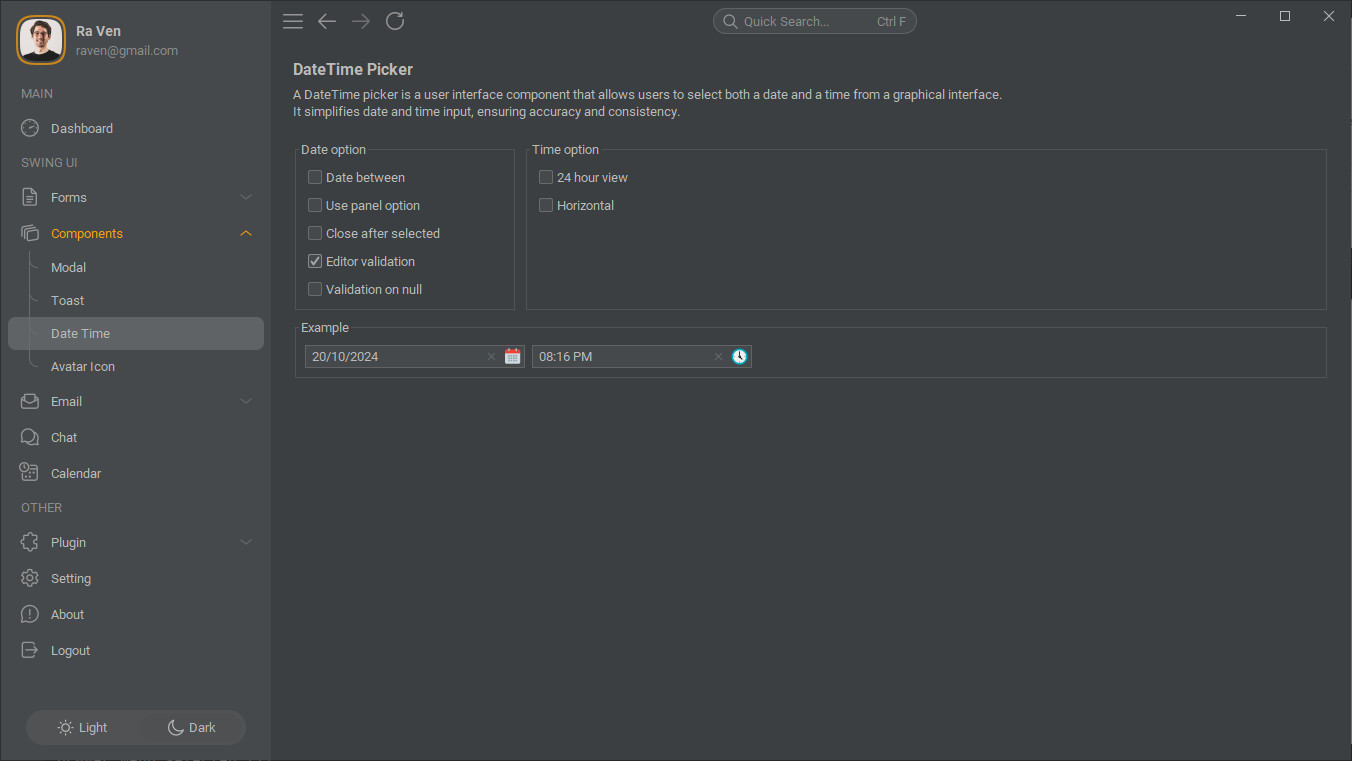 Ra Ven
raven@gmail.com
MAIN
Dashboard
SWING UI
Forms
Components
Modal
Toast
Date Time
Avatar Icon
Email
Chat
Calendar
OTHER
Plugin
Setting
About
Logout
Light
Dark
Quick Search...
Ctrl F
DateTime Picker
A DateTime picker is a user interface component that allows users to select both a date and a time from a graphical interface.
It simplifies date and time input, ensuring accuracy and consistency.
Date option
Date between
Use panel option
Close after selected
Editor validation
Validation on null
Time option
24 hour view
Horizontal
Example
20/10/2024
08:16 PM